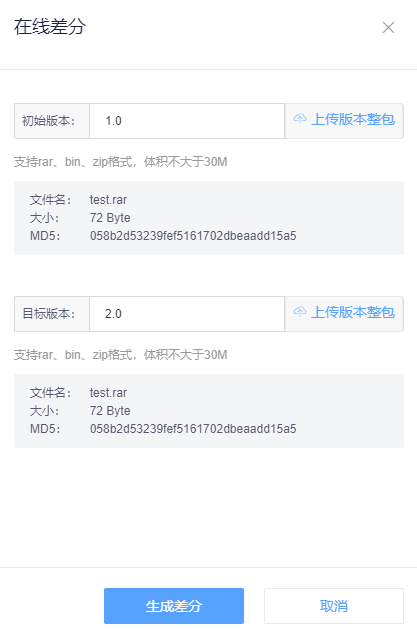 在线差分
初始版本： 1.0 上传版本整包
支持rar、bin、zip格式，体积不大于30M
文件名： test.rar
大小： 72 Byte
MD5： 058b2d53239fef5161702dbeaadd15a5
目标版本： 2.0 上传版本整包
支持rar、bin、zip格式，体积不大于30M
文件名： test.rar
大小： 72 Byte
MD5： 058b2d53239fef5161702dbeaadd15a5
生成差分 取消